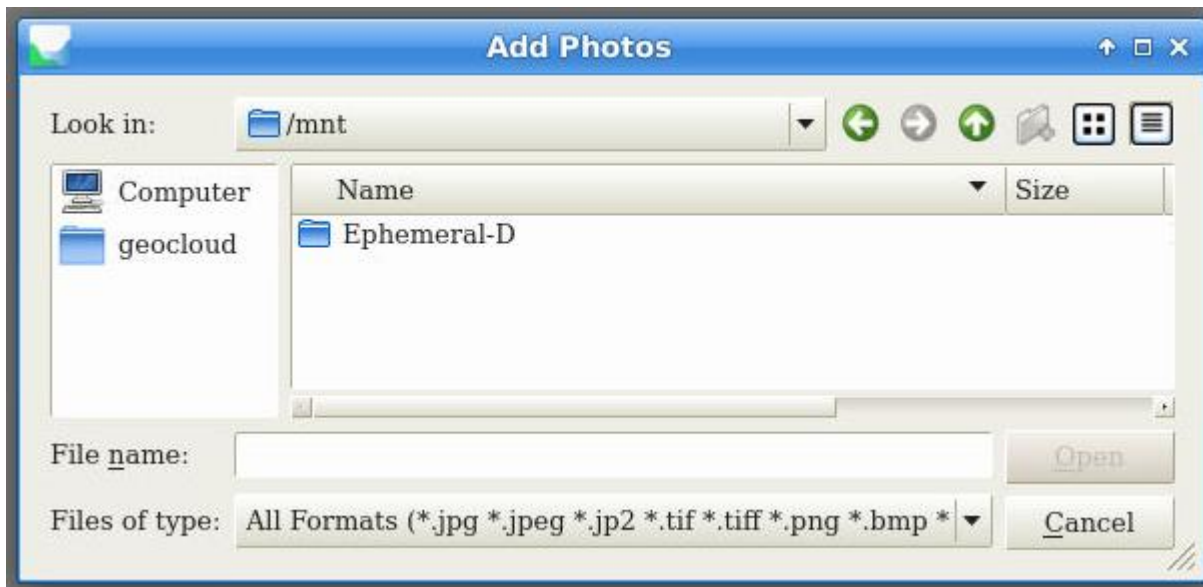 Add Photos
Look in:
/mnt
Computer
geocloud
Name
Size
Ephemeral-D
File name:
Open
Files of type:
All Formats (*.jpg *.jpeg *.jp2 *.tif *.tiff *.png *.bmp *
Cancel